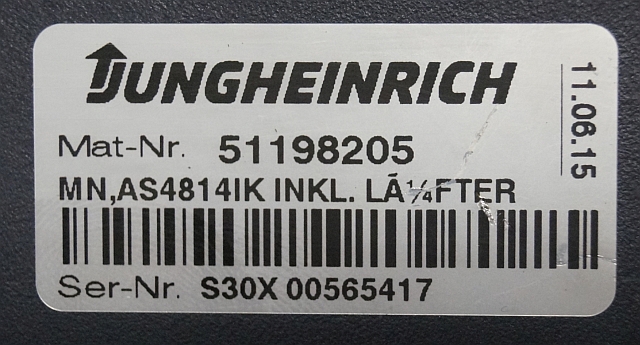 JUNGHEINRICH
11.06.15
Mat-Nr. 51198205
MN,AS4814IK INKL. LÃ¼FTER
Ser-Nr. S30X 00565417